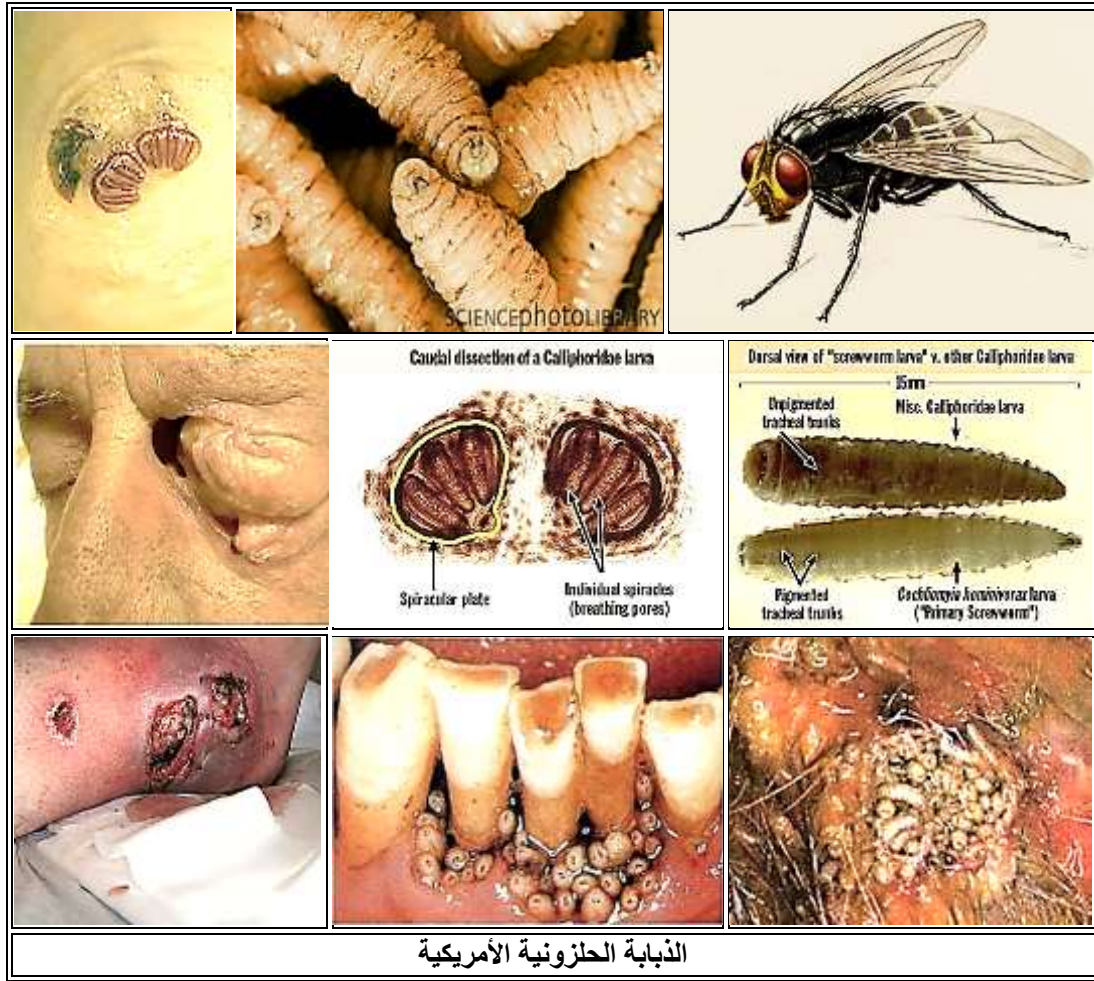 SCIENCEphotoLIBRARY
Caudal dissection of a Calliphoridae larva
Spiracular plate
Individual spiracles
(breathing pores)
Dorsal view of "screwworm larva" v. other Calliphoridae larva
15mm
Unpigmented
tracheal trunks
Misc. Calliphoridae larva
Pigmented
tracheal trunks
Cochliomyia hominivorax larva
("Primary Screwworm")
الذبابة الحلزونية الأمريكية